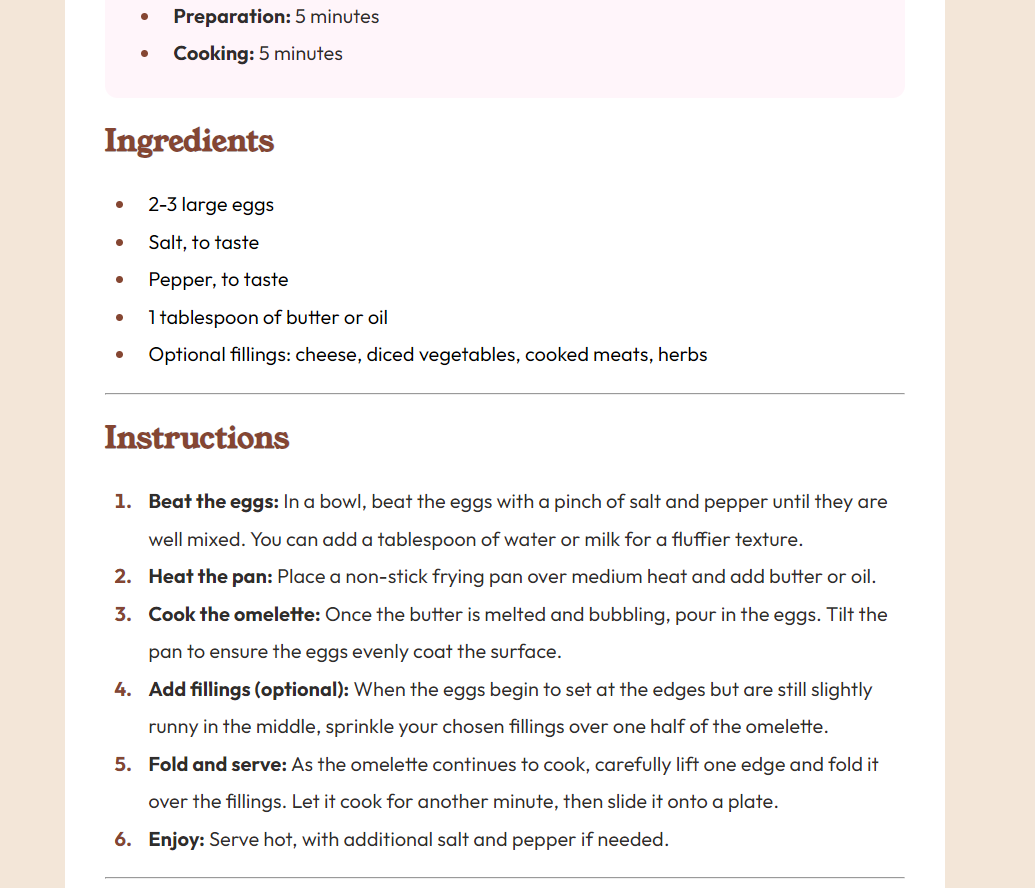 Preparation: 5 minutes
Cooking: 5 minutes
Ingredients
2-3 large eggs
Salt, to taste
Pepper, to taste
1 tablespoon of butter or oil
Optional fillings: cheese, diced vegetables, cooked meats, herbs
Instructions
1. Beat the eggs: In a bowl, beat the eggs with a pinch of salt and pepper until they are
well mixed. You can add a tablespoon of water or milk for a fluffier texture.
2. Heat the pan: Place a non-stick frying pan over medium heat and add butter or oil.
3. Cook the omelette: Once the butter is melted and bubbling, pour in the eggs. Tilt the
pan to ensure the eggs evenly coat the surface.
4. Add fillings (optional): When the eggs begin to set at the edges but are still slightly
runny in the middle, sprinkle your chosen fillings over one half of the omelette.
5. Fold and serve: As the omelette continues to cook, carefully lift one edge and fold it
over the fillings. Let it cook for another minute, then slide it onto a plate.
6. Enjoy: Serve hot, with additional salt and pepper if needed.